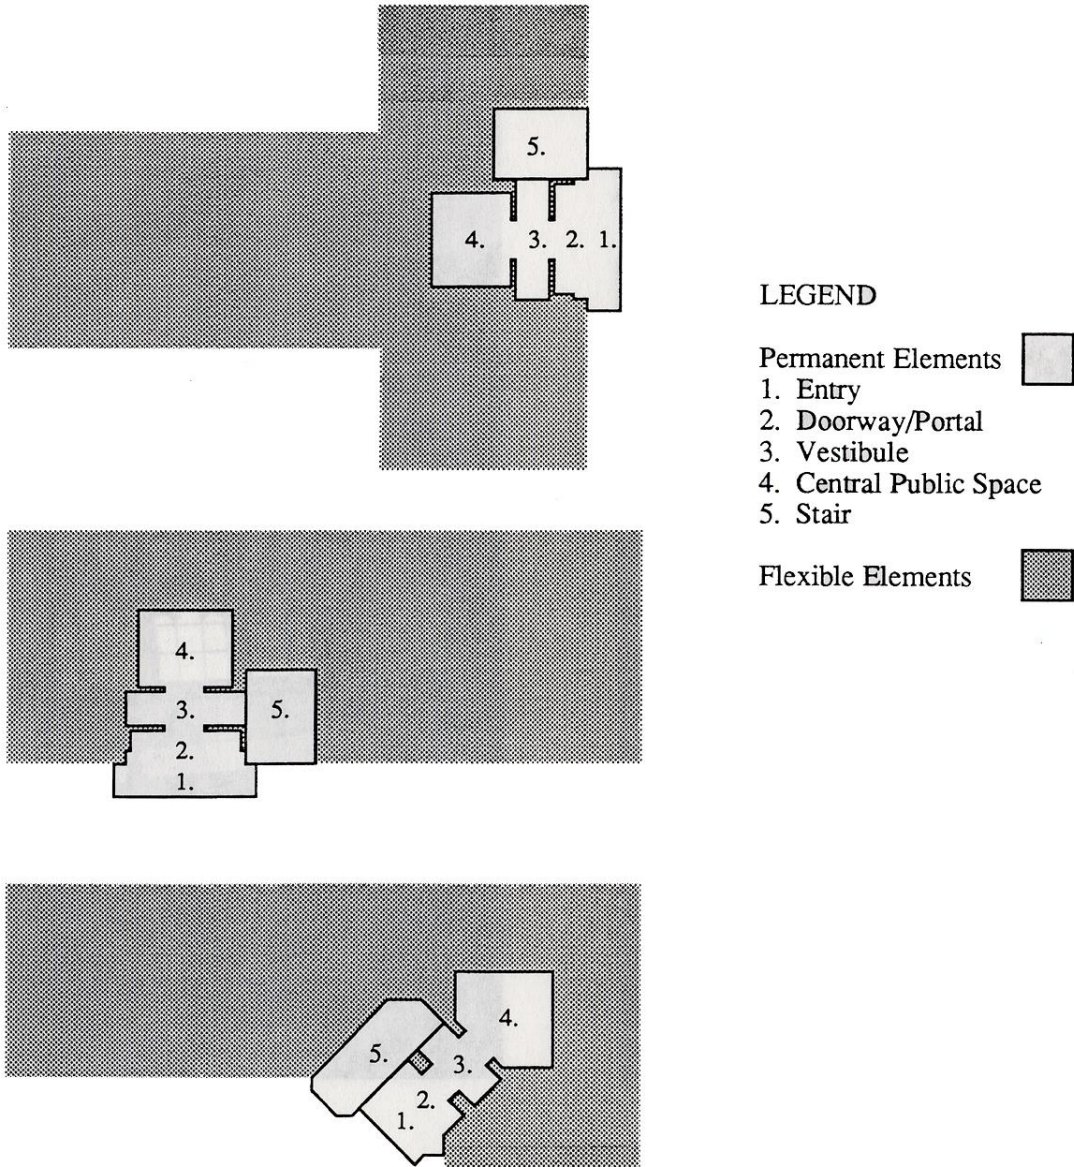 5.
4. 3. 2. 1.
LEGEND
Permanent Elements
1. Entry
2. Doorway/Portal
3. Vestibule
4. Central Public Space
5. Stair
Flexible Elements
4.
3. 5.
2.
1.
4.
5. 3.
2.
1.